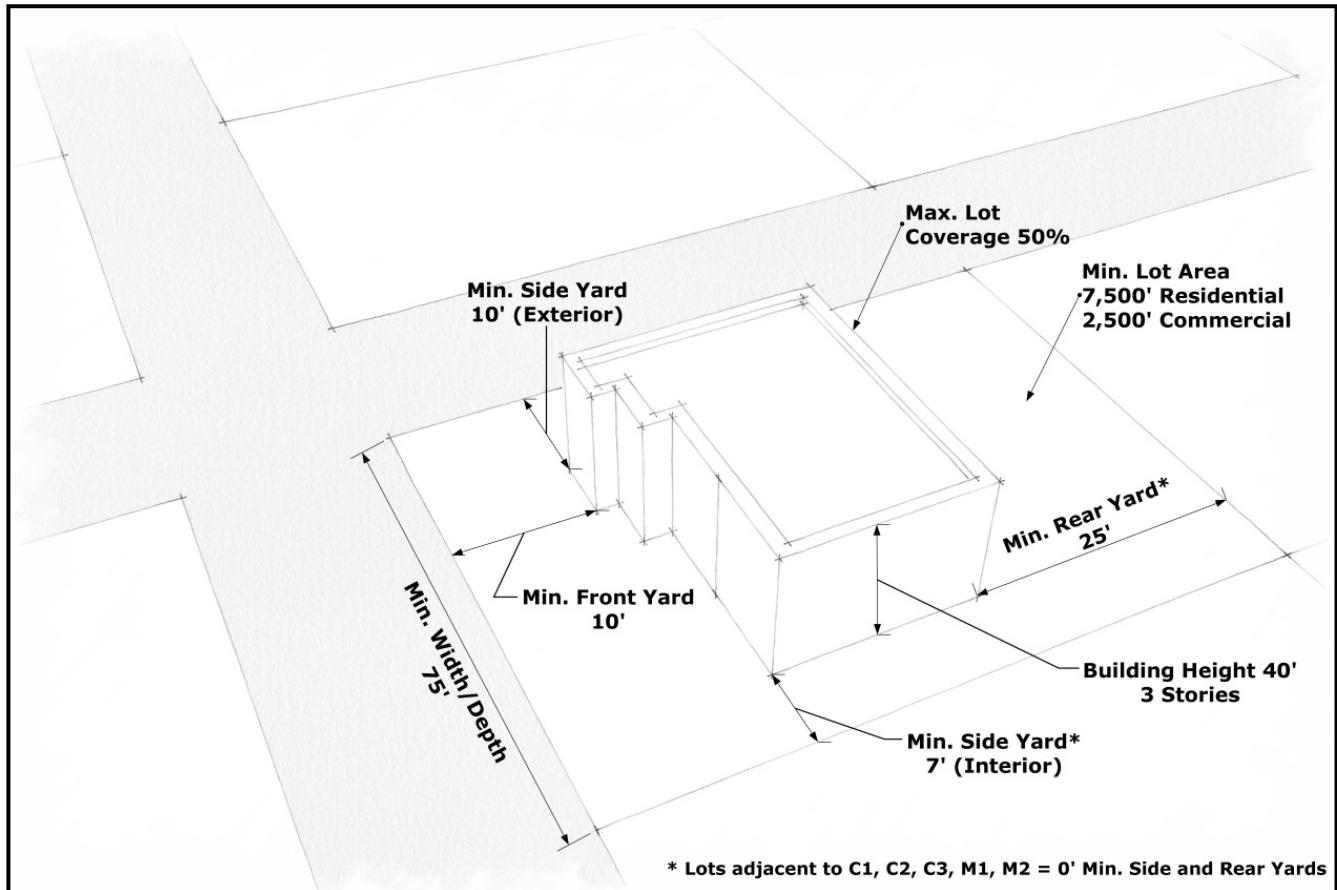 Max. Lot
Coverage 50%
Min. Lot Area
7,500' Residential
2,500' Commercial
Min. Side Yard
10' (Exterior)
Min. Rear Yard*
25'
Min. Front Yard
10'
Min. Width/Depth
75'
Building Height 40'
3 Stories
Min. Side Yard*
7' (Interior)
* Lots adjacent to C1, C2, C3, M1, M2 = 0' Min. Side and Rear Yards